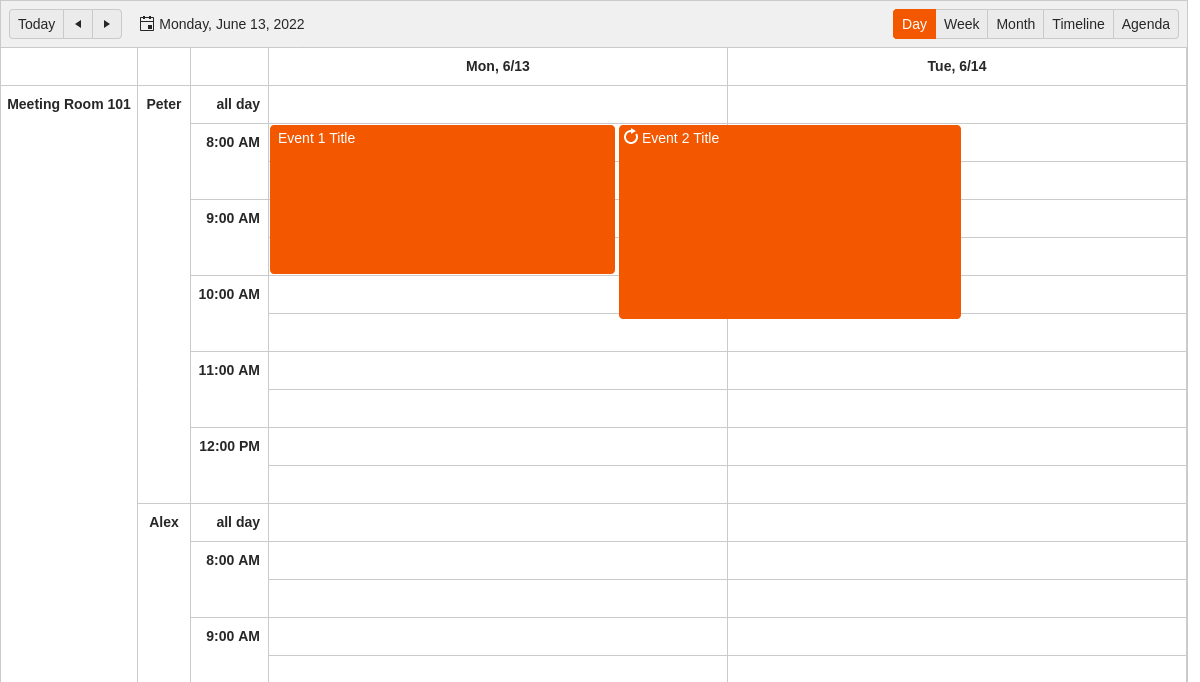 Today Monday, June 13, 2022 Day Week Month Timeline Agenda
Mon, 6/13 Tue, 6/14
Meeting Room 101 Peter all day
8:00 AM Event 1 Title Event 2 Title
9:00 AM
10:00 AM
11:00 AM
12:00 PM
Alex all day
8:00 AM
9:00 AM